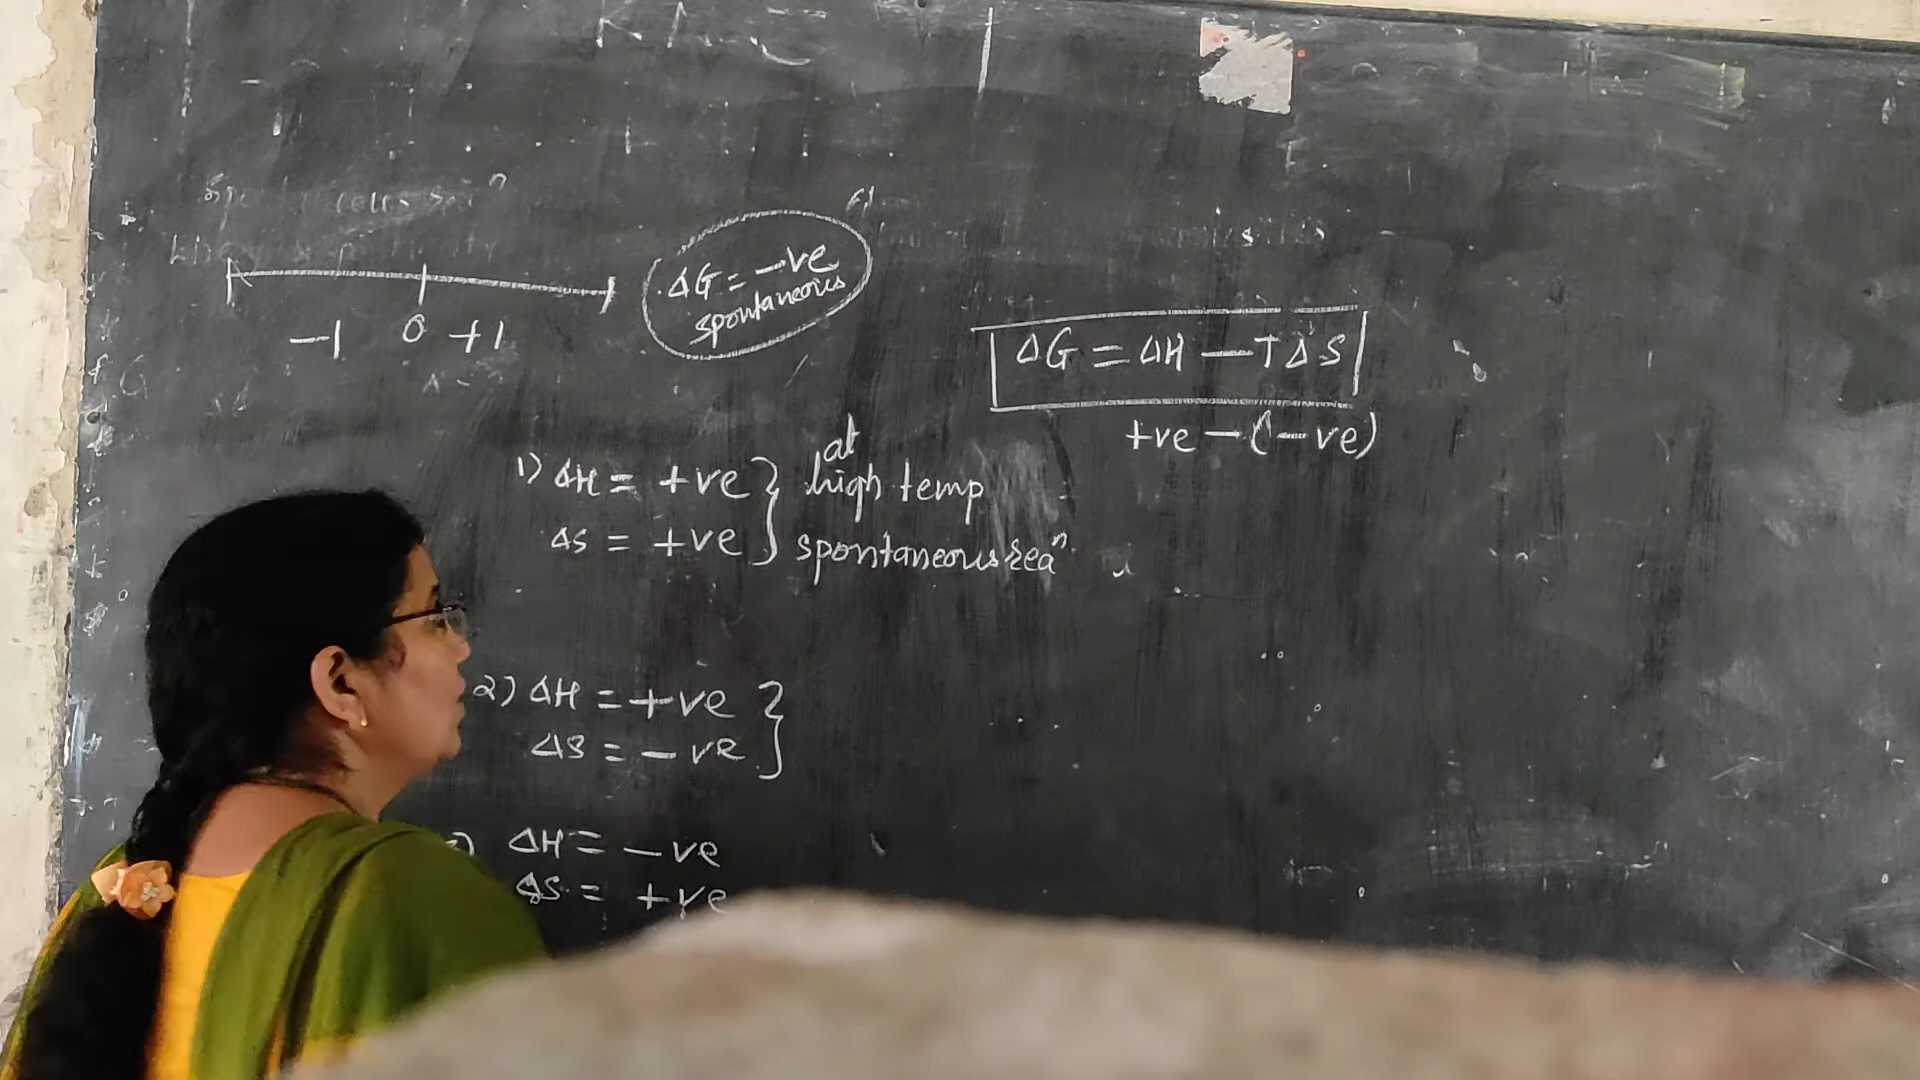 -1 0 +1
ΔG = -ve
spontaneous
ΔG = ΔH - TΔS
+ve - (-ve)
1) ΔH = +ve } at high temp
ΔS = +ve } spontaneous reaⁿ.
2) ΔH = +ve }
ΔS = -ve }
ΔH = -ve
ΔS = +ve